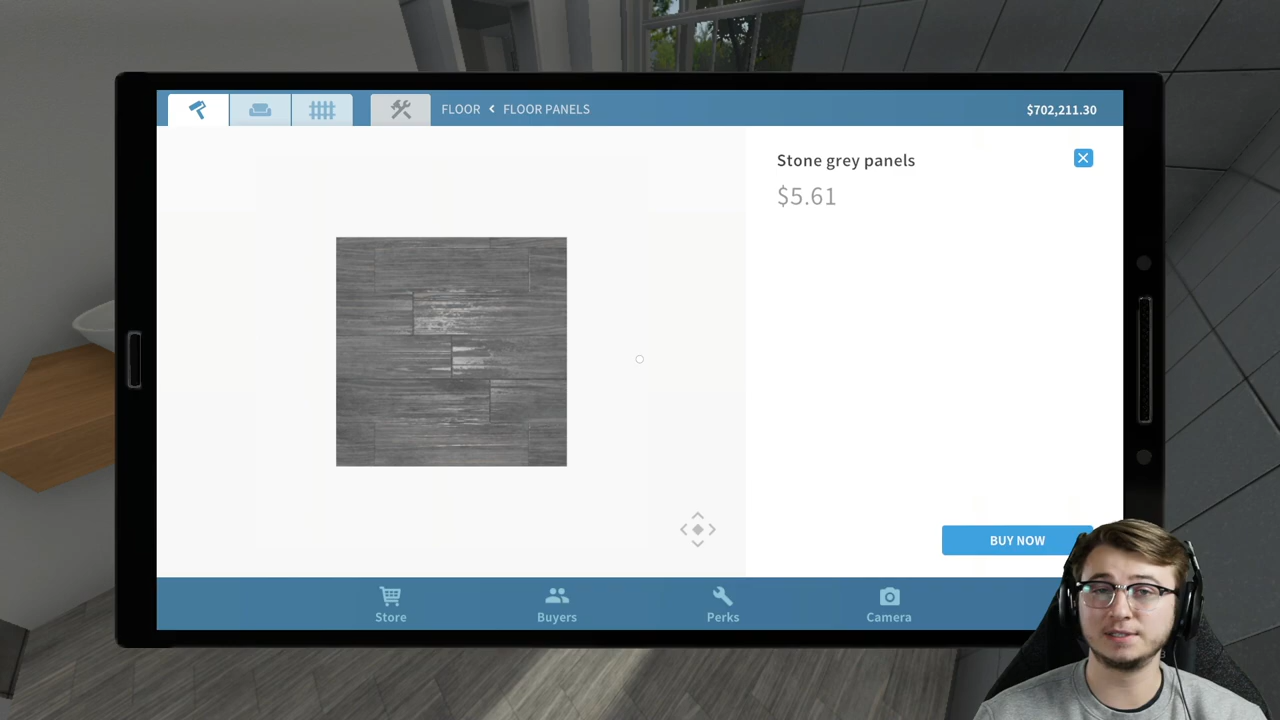 FLOOR < FLOOR PANELS
$702,211.30
Stone grey panels
$5.61
BUY NOW
Store
Buyers
Perks
Camera